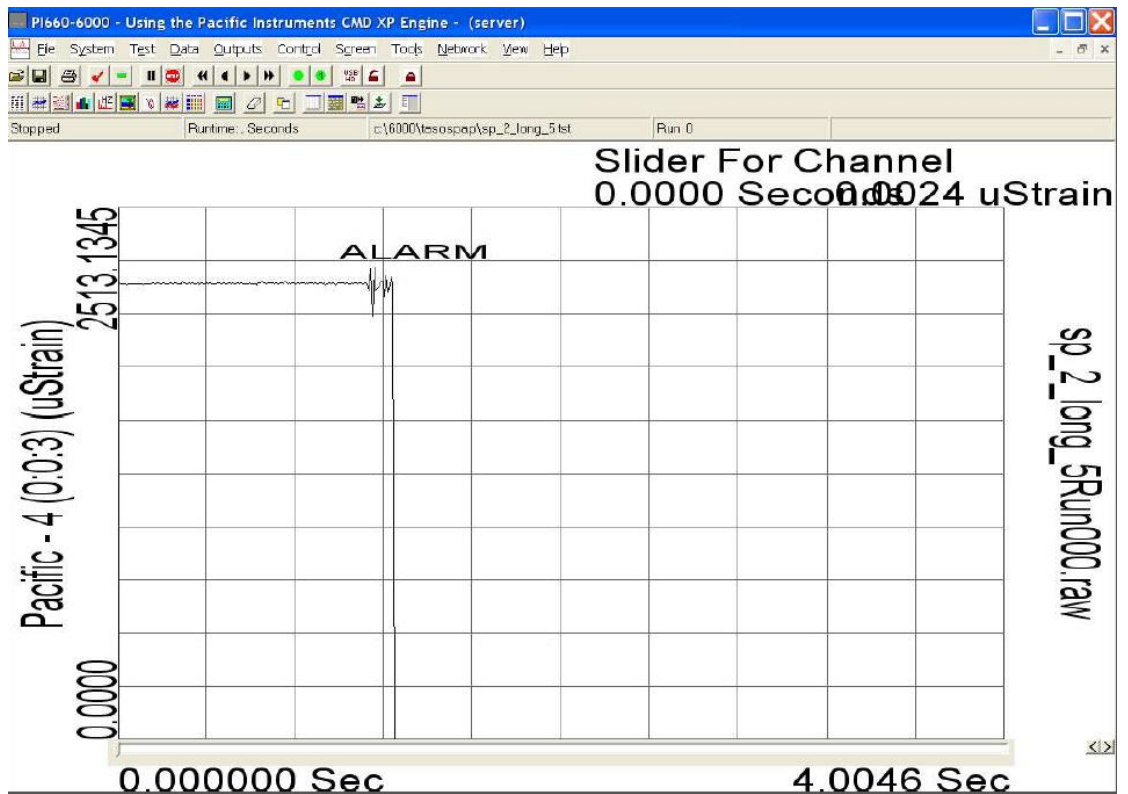 PI660-6000 - Using the Pacific Instruments CMD XP Engine - (server)
File System Test Data Outputs Control Screen Tools Network View Help
Stopped Runtime: . Seconds c:\6000\tasospap\sp_2_long_5.tst Run 0
Slider For Channel
0.0000 Seconds 0.0024 uStrain
2513.1345
ALARM
Pacific - 4 (0:0:3) (uStrain)
sp_2_long_5Run000.raw
0.0000
0.000000 Sec 4.0046 Sec